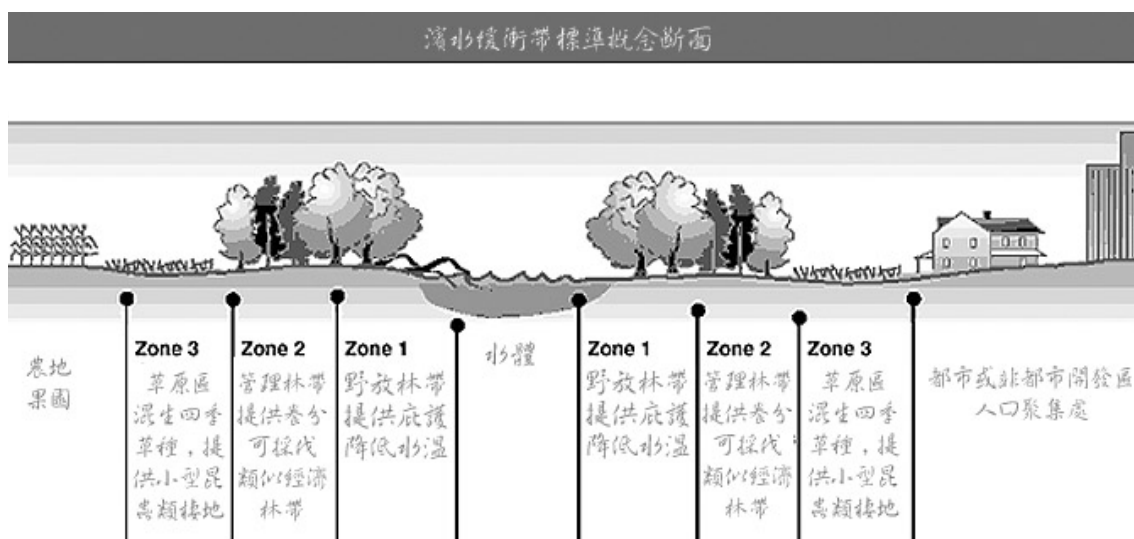 濱水緩衝帶標準概念斷面
農地
果園
Zone 3
草原區
混生四季
草種，提
供小型昆
蟲類棲地
Zone 2
管理林帶
提供養分
可採伐
類似經濟
林帶
Zone 1
野放林帶
提供庇護
降低水溫
水體
Zone 1
野放林帶
提供庇護
降低水溫
Zone 2
管理林帶
提供養分
可採伐
類似經濟
林帶
Zone 3
草原區
混生四季
草種，提
供小型昆
蟲類棲地
都市或非都市開發區
人口聚集處